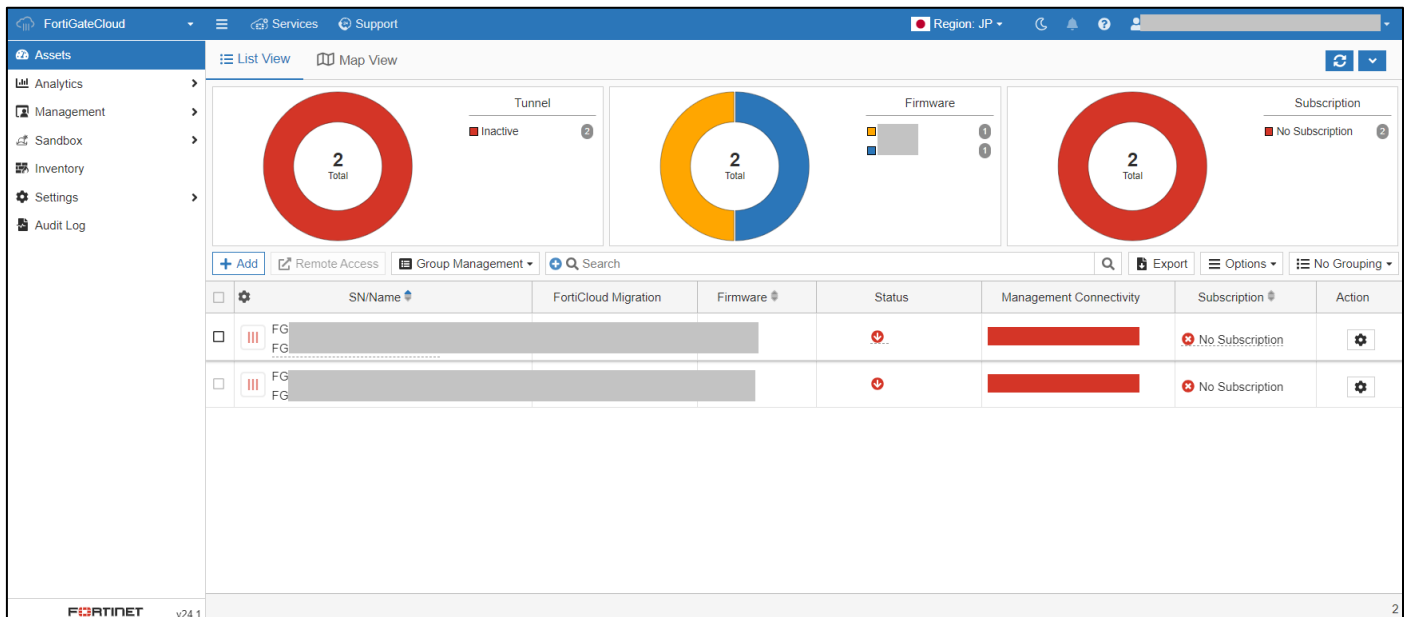 FortiGateCloud Services Support Region: JP
Assets
Analytics
Management
Sandbox
Inventory
Settings
Audit Log
List View Map View
Tunnel
Inactive 2
2
Total
Firmware
1
1
2
Total
Subscription
No Subscription 2
2
Total
Add Remote Access Group Management Search Export Options No Grouping
SN/Name FortiCloud Migration Firmware Status Management Connectivity Subscription Action
FG
FG
No Subscription
FG
FG
No Subscription
FORTINET v24.1
2